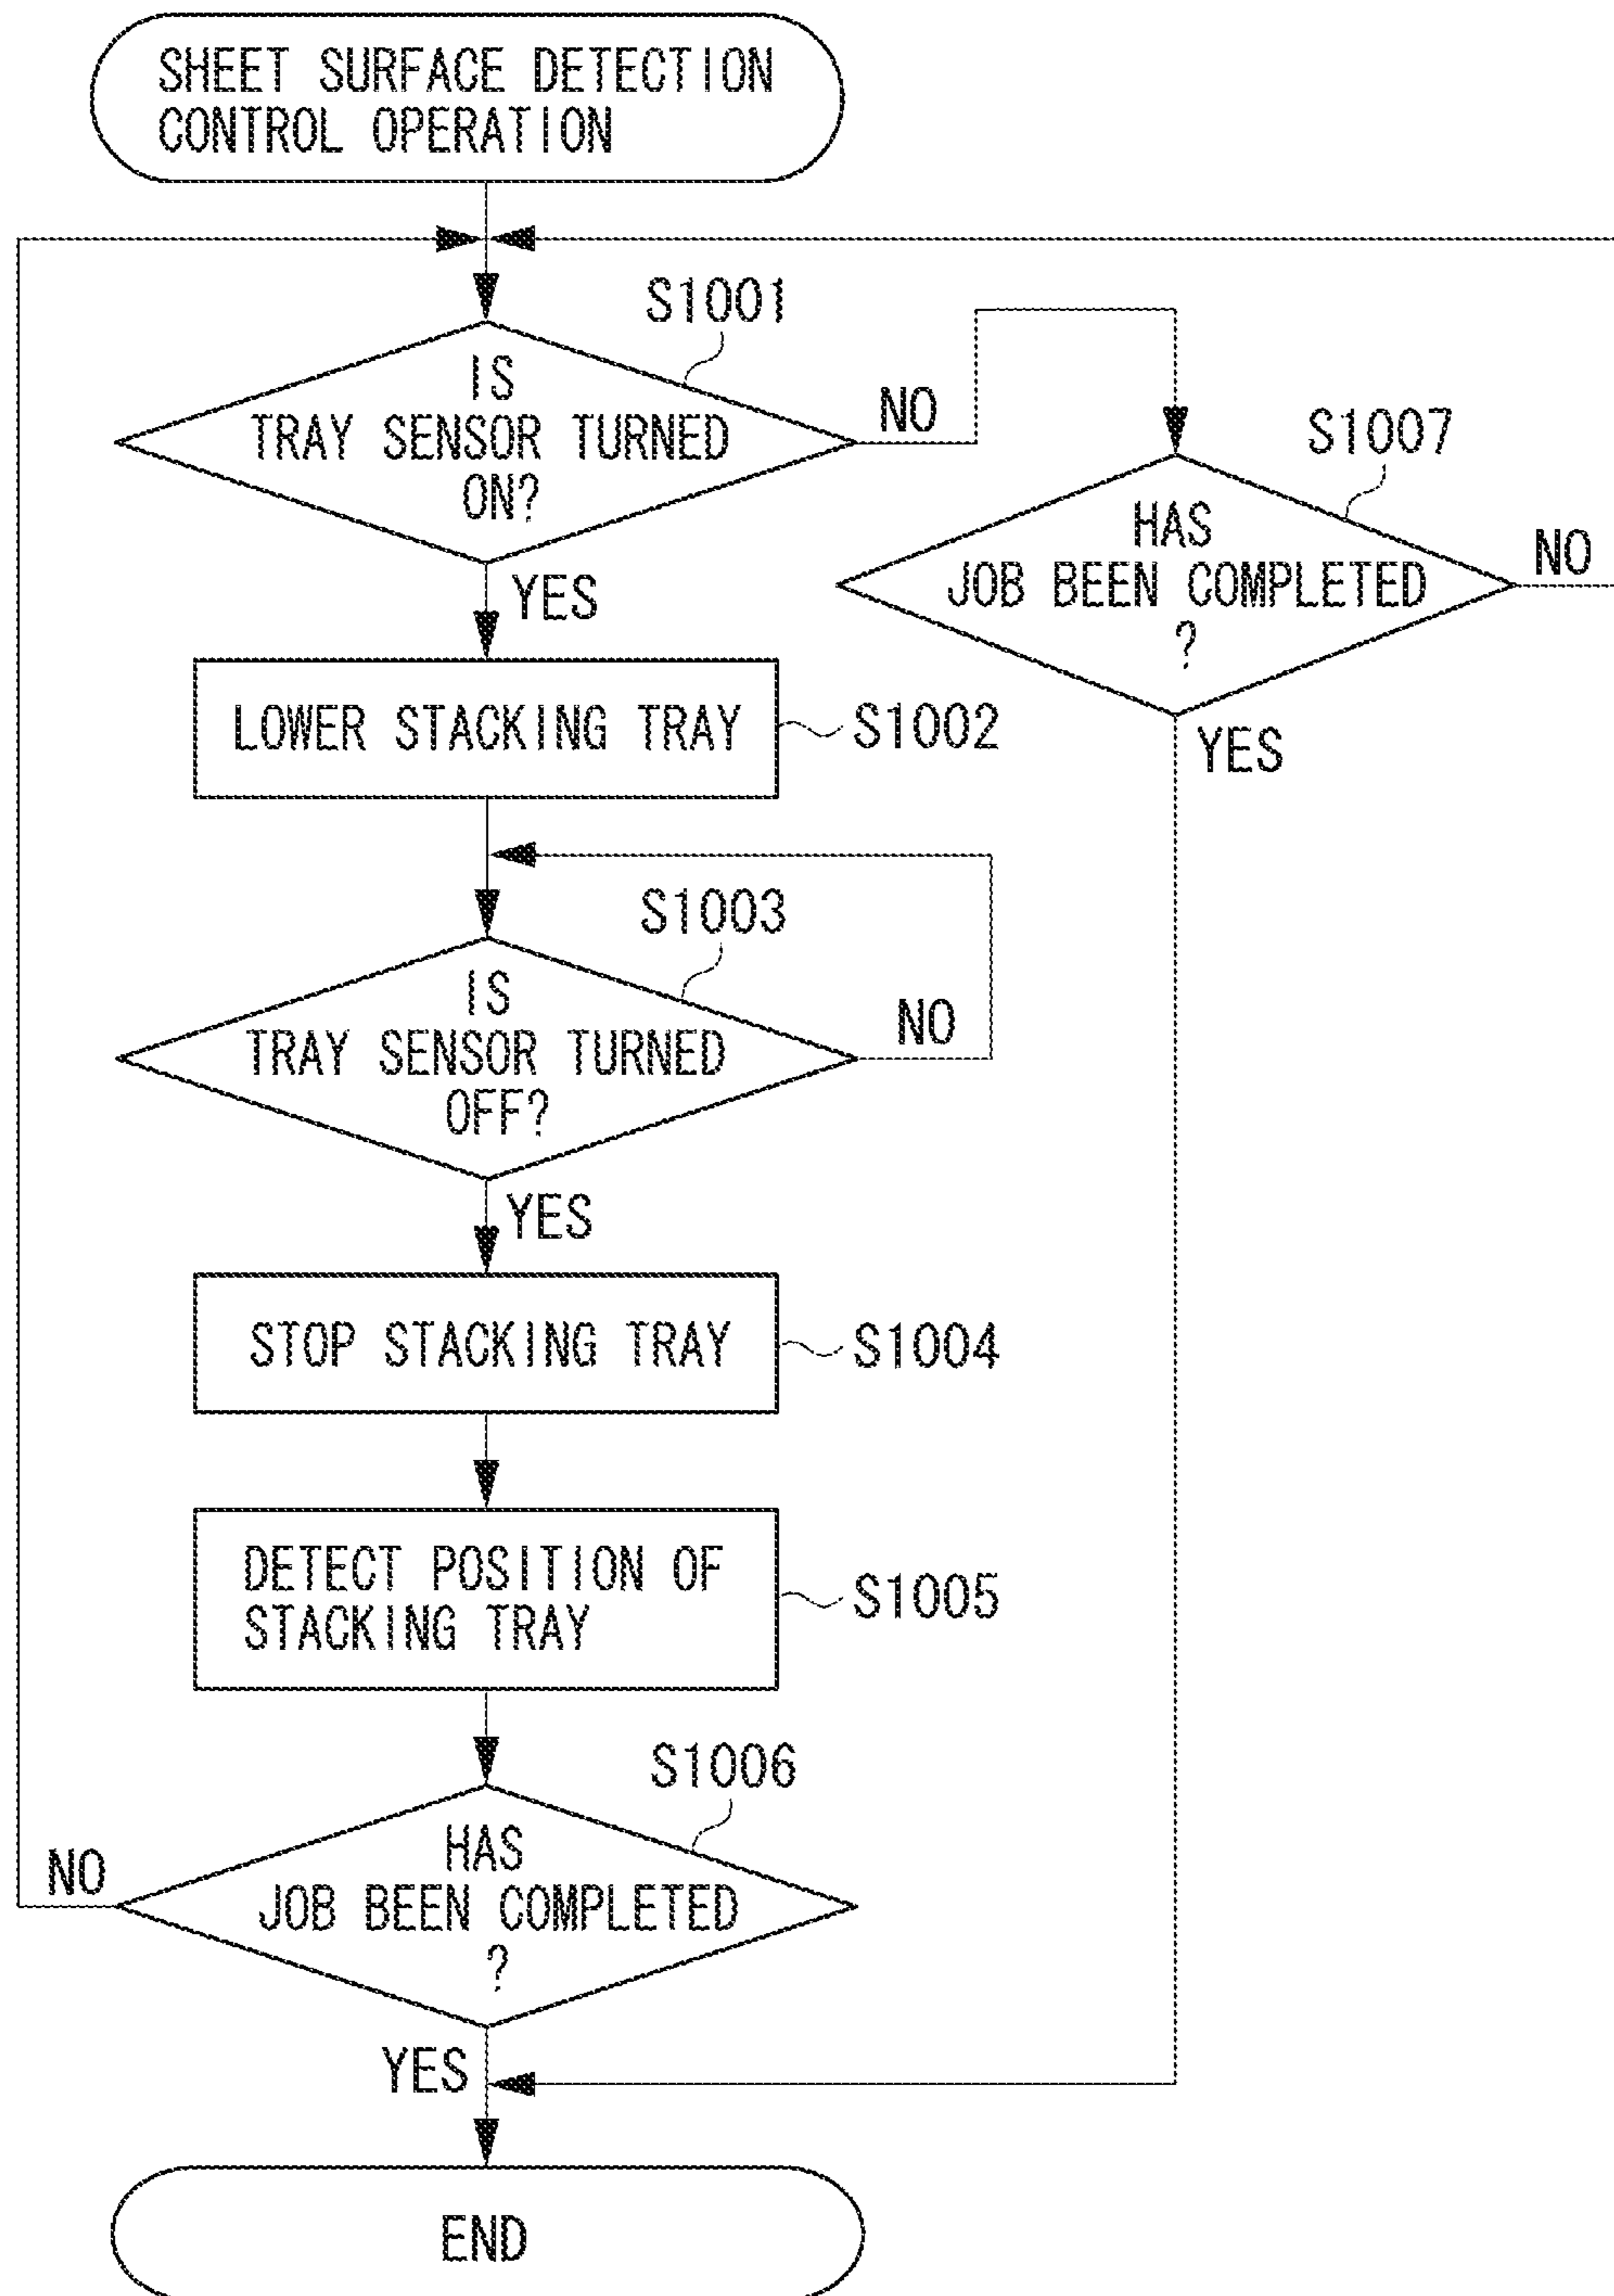 SHEET SURFACE DETECTION
CONTROL OPERATION
S1001
IS
TRAY SENSOR TURNED
ON?
NO
YES
S1007
HAS
JOB BEEN COMPLETED
?
NO
YES
LOWER STACKING TRAY
S1002
S1003
IS
TRAY SENSOR TURNED
OFF?
NO
YES
STOP STACKING TRAY
S1004
DETECT POSITION OF
STACKING TRAY
S1005
S1006
HAS
JOB BEEN COMPLETED
?
NO
YES
END